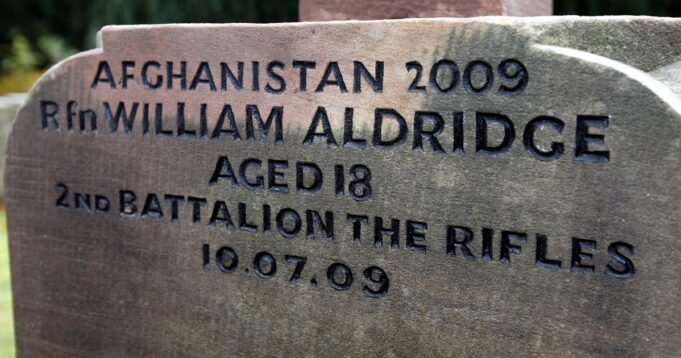 AFGHANISTAN 2009
Rfn WILLIAM ALDRIDGE
AGED 18
2ND BATTALION THE RIFLES
10.07.09